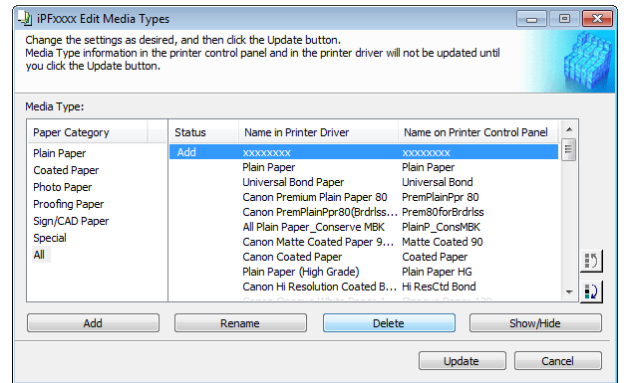 iPFxxxx Edit Media Types
Change the settings as desired, and then click the Update button.
Media Type information in the printer control panel and in the printer driver will not be updated until
you click the Update button.
Media Type:
Paper Category Status Name in Printer Driver Name on Printer Control Panel
Add xxxxxxxx xxxxxxxx
Plain Paper Plain Paper Plain Paper
Coated Paper Universal Bond Paper Universal Bond
Photo Paper Canon Premium Plain Paper 80 PremPlainPpr 80
Proofing Paper Canon PremPlainPpr80(Brdrlss... Prem80forBrdrlss
Sign/CAD Paper All Plain Paper_Conserve MBK PlainP_ConsMBK
Special Canon Matte Coated Paper 9... Matte Coated 90
All Canon Coated Paper Coated Paper
Plain Paper (High Grade) Plain Paper HG
Canon Hi Resolution Coated B... Hi ResCtd Bond
Add Rename Delete Show/Hide
Update Cancel